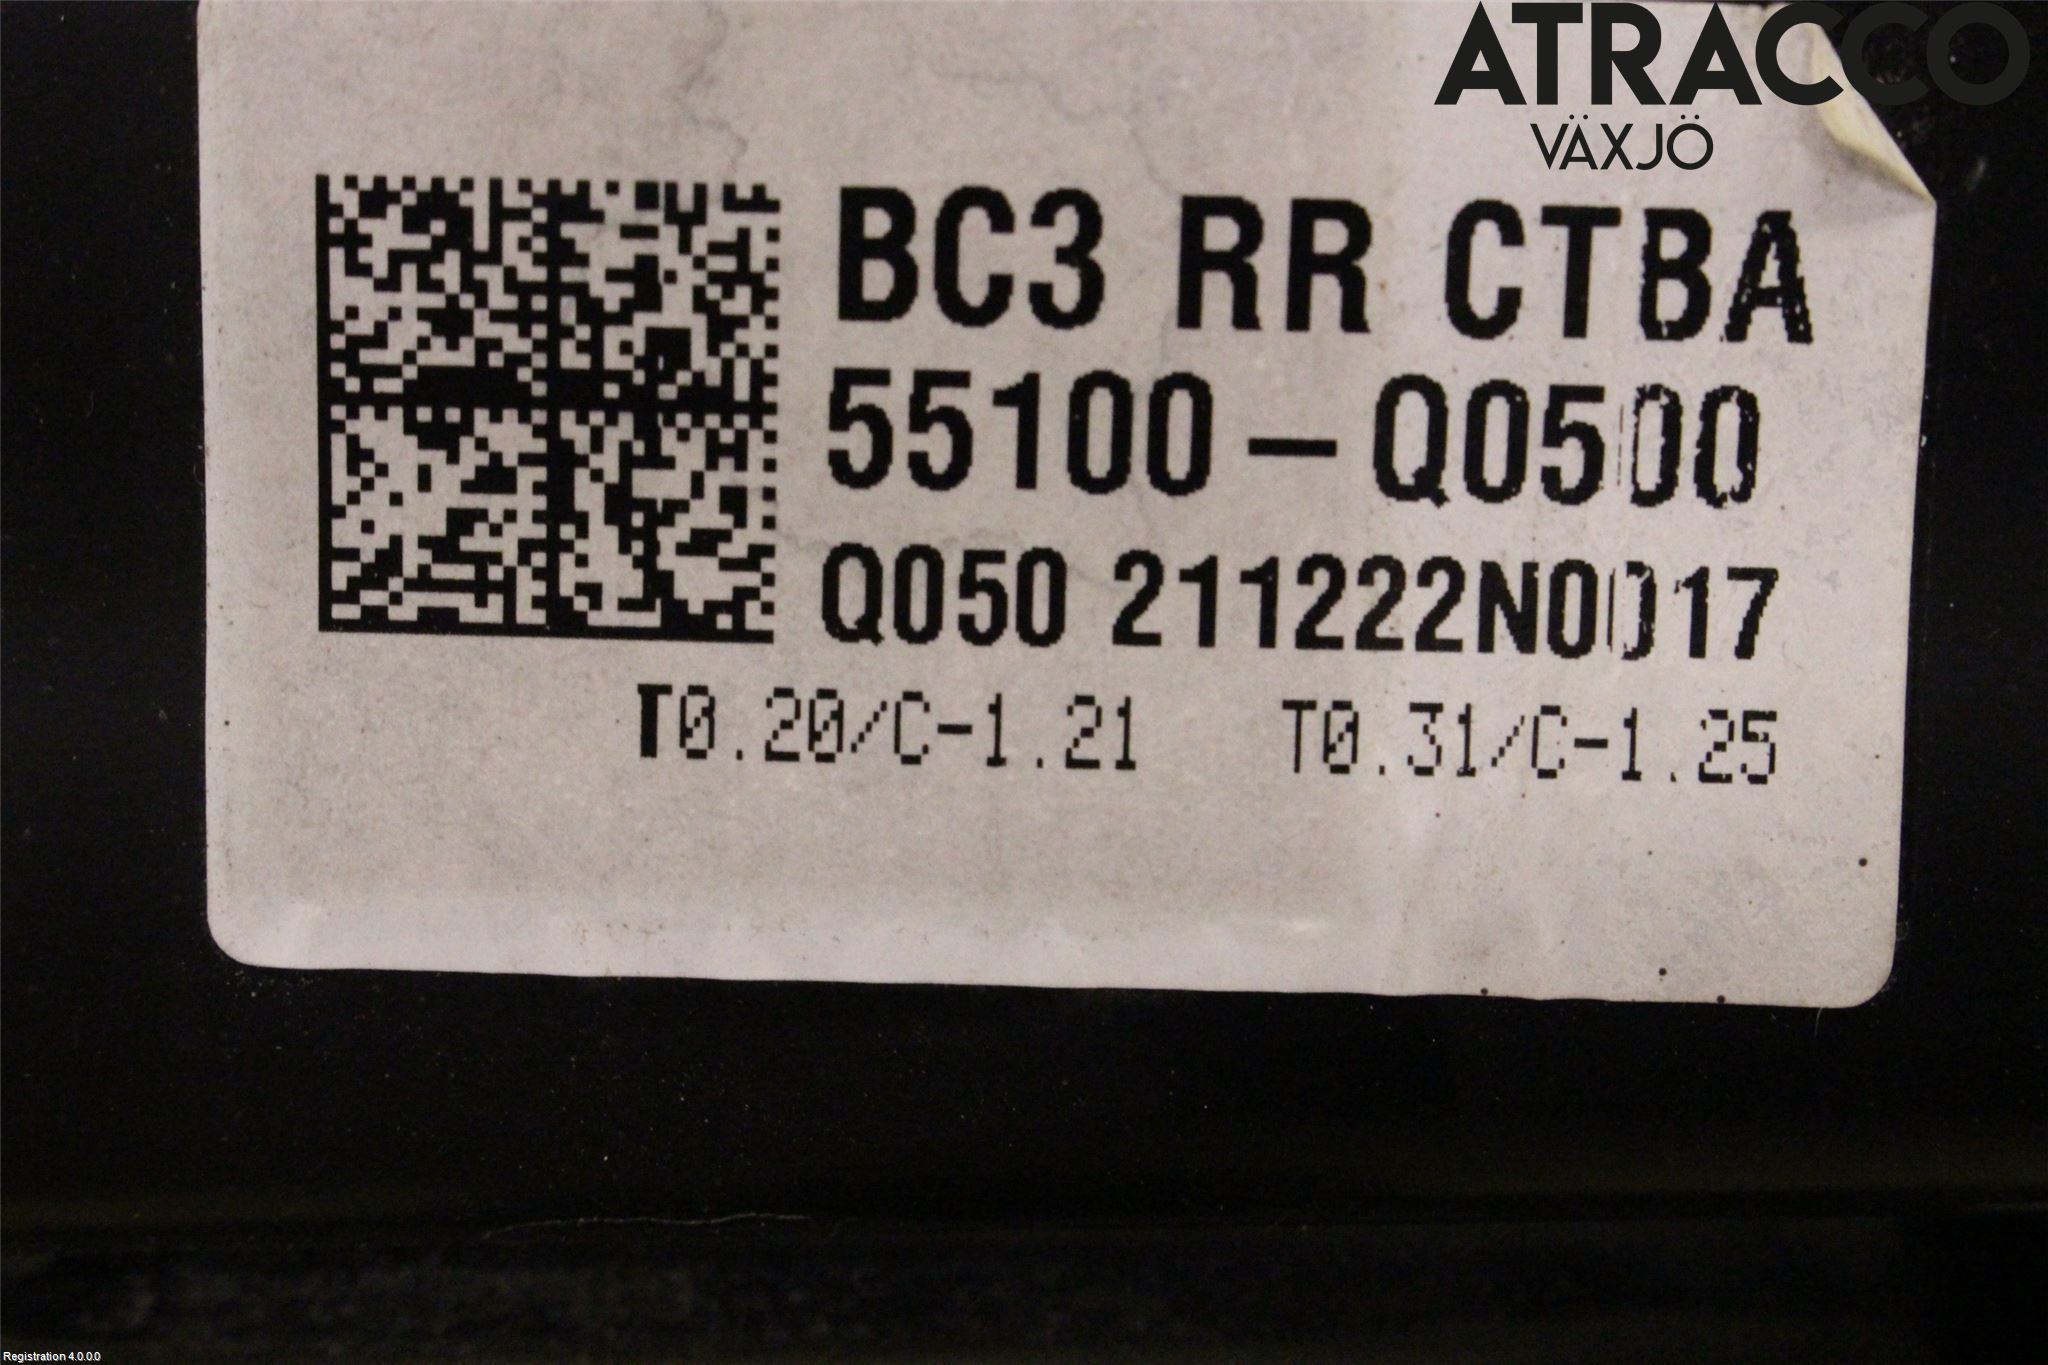 ATRACCO
VÄXJÖ
BC3 RR CTBA
55100-Q0500
Q050 211222N0017
T0.20/C-1.21 T0.31/C-1.25
Registration 4.0.0.0